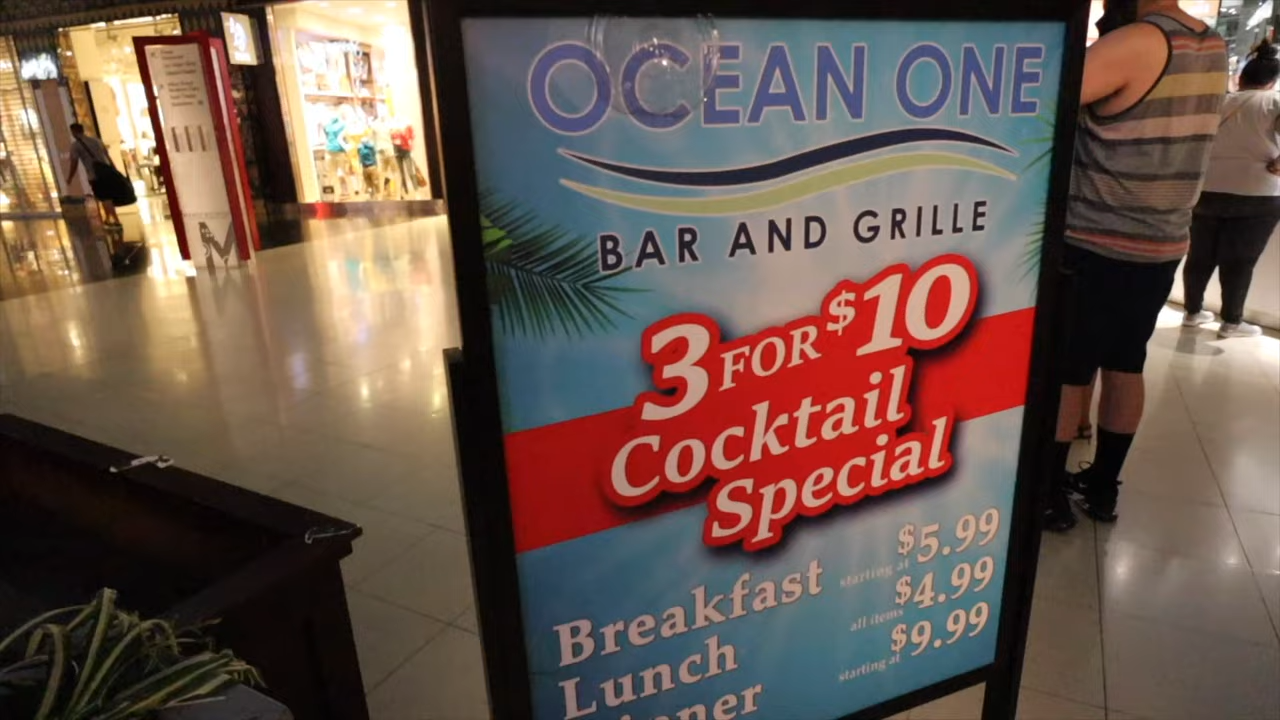 OCEAN ONE
BAR AND GRILLE
3 FOR $10
Cocktail
Special
Breakfast starting at $5.99
Lunch all items $4.99
Dinner starting at $9.99